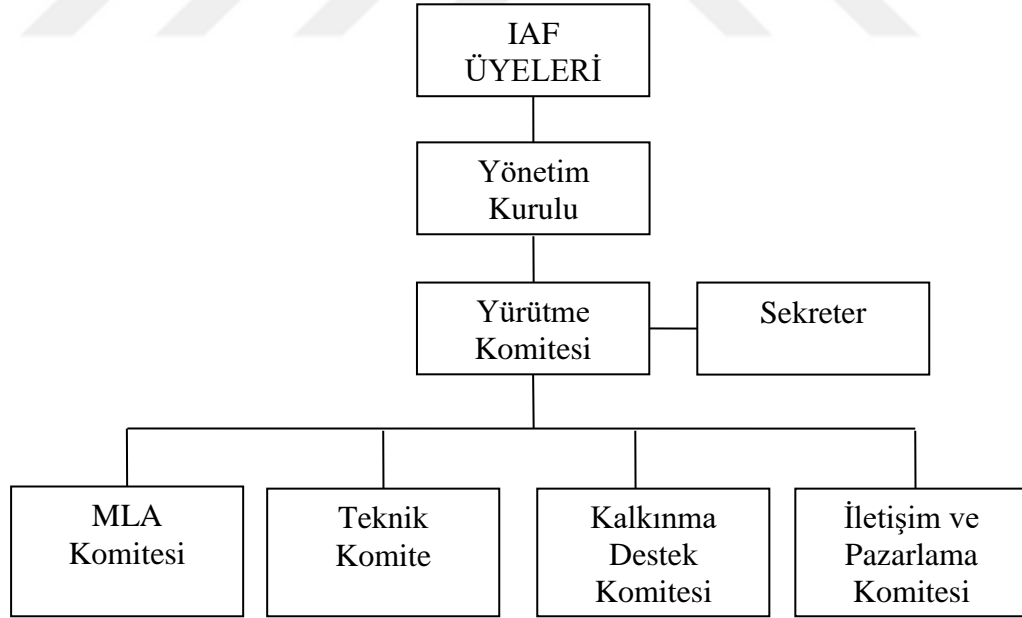 IAF
ÜYELERİ
Yönetim
Kurulu
Yürütme
Komitesi
Sekreter
MLA
Komitesi
Teknik
Komite
Kalkınma
Destek
Komitesi
İletişim ve
Pazarlama
Komitesi